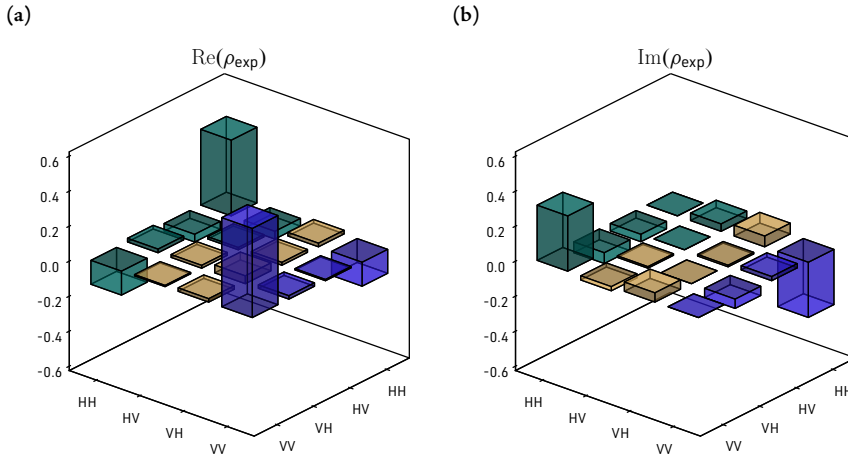 (a)
Re(ρexp)
0.6
0.4
0.2
0.0
-0.2
-0.4
-0.6
HH
HV
VH
VV
VV
VH
HV
HH
(b)
Im(ρexp)
0.6
0.4
0.2
0.0
-0.2
-0.4
-0.6
HH
HV
VH
VV
VV
VH
HV
HH